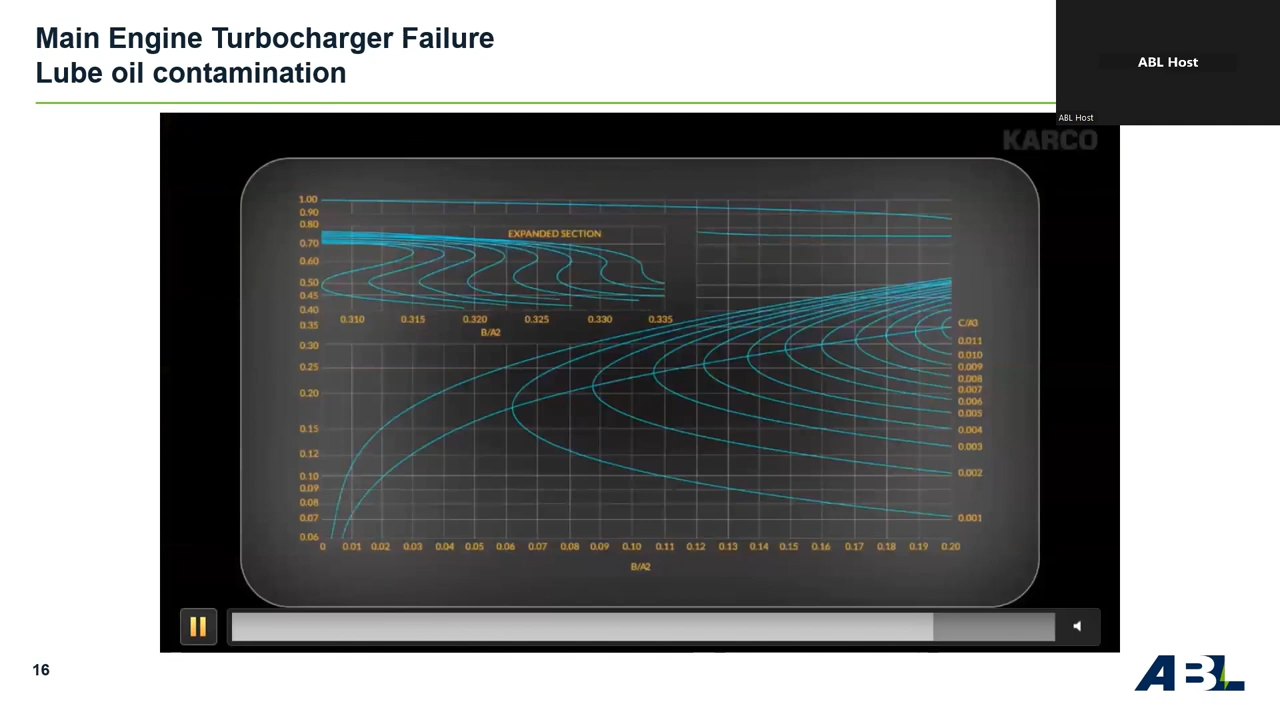 Main Engine Turbocharger Failure
Lube oil contamination
ABL Host
ABL Host
KARCO
1.00
0.90
0.80
0.70
0.60
0.50
0.45
0.40
0.35
0.30
0.25
0.20
0.15
0.12
0.10
0.09
0.08
0.07
0.06
EXPANDED SECTION
0.310 0.315 0.320 0.325 0.330 0.335
B/A2
C/A3
0.011
0.010
0.009
0.008
0.007
0.006
0.005
0.004
0.003
0.002
0.001
0 0.01 0.02 0.03 0.04 0.05 0.06 0.07 0.08 0.09 0.10 0.11 0.12 0.13 0.14 0.15 0.16 0.17 0.18 0.19 0.20
B/A2
16
ABL